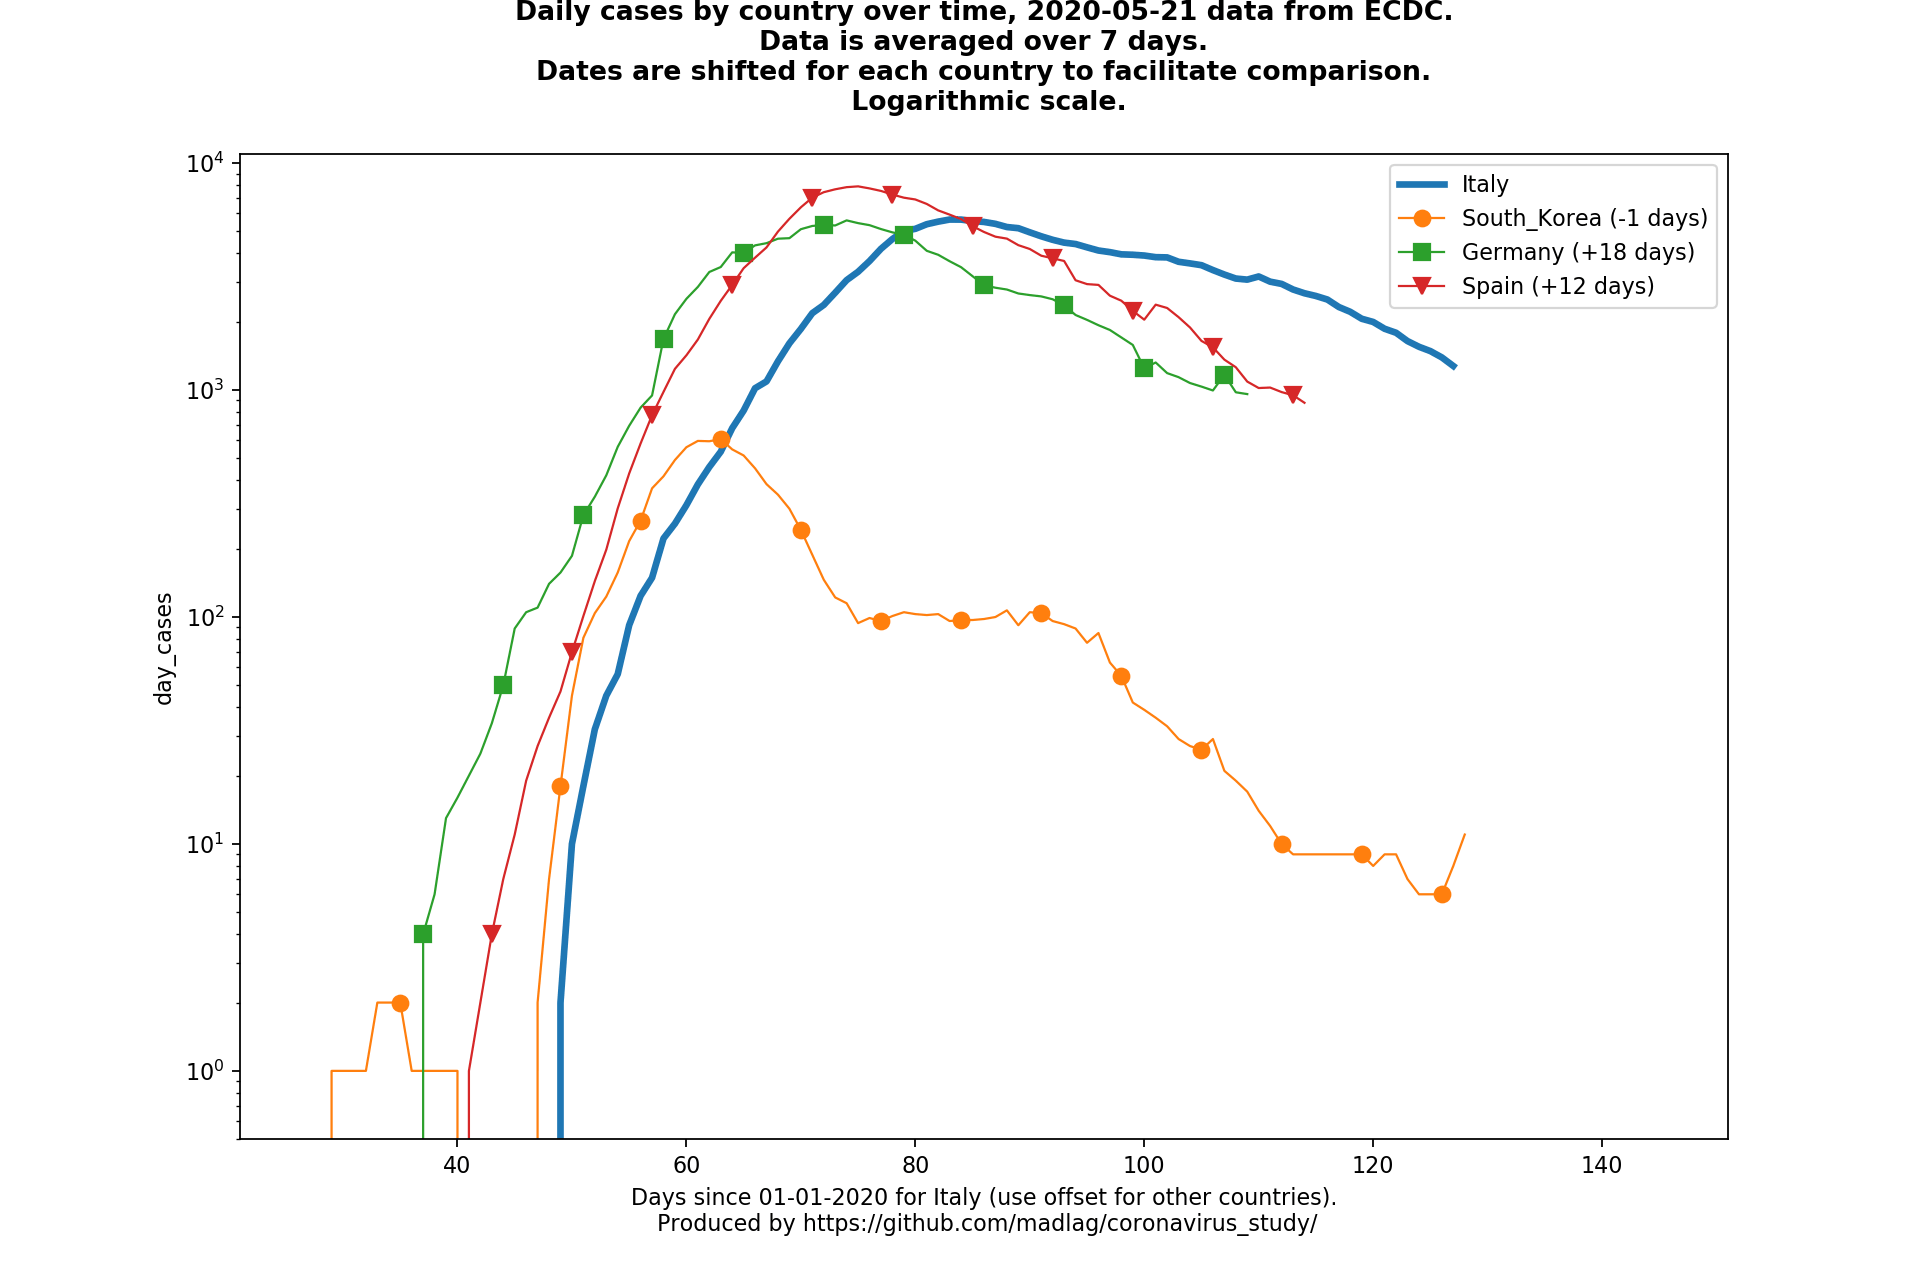 Daily cases by country over time, 2020-05-21 data from ECDC.
Data is averaged over 7 days.
Dates are shifted for each country to facilitate comparison.
Logarithmic scale.
10^4
10^3
10^2
10^1
10^0
day_cases
Italy
South_Korea (-1 days)
Germany (+18 days)
Spain (+12 days)
40 60 80 100 120 140
Days since 01-01-2020 for Italy (use offset for other countries).
Produced by https://github.com/madlag/coronavirus_study/